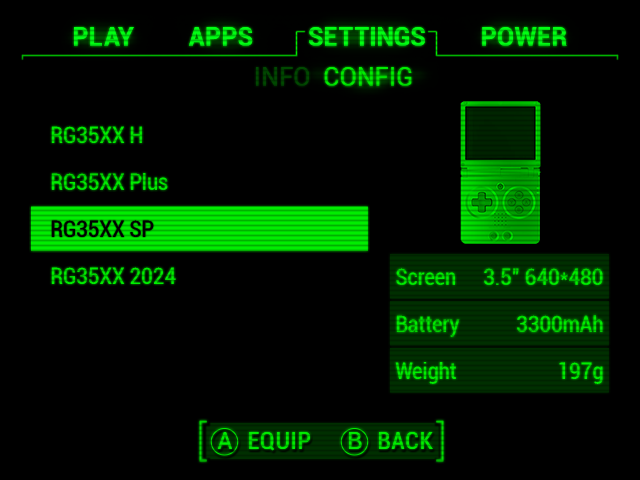 PLAY APPS SETTINGS POWER
INFO CONFIG
RG35XX H
RG35XX Plus
RG35XX SP
RG35XX 2024
Screen 3.5" 640*480
Battery 3300mAh
Weight 197g
A EQUIP B BACK